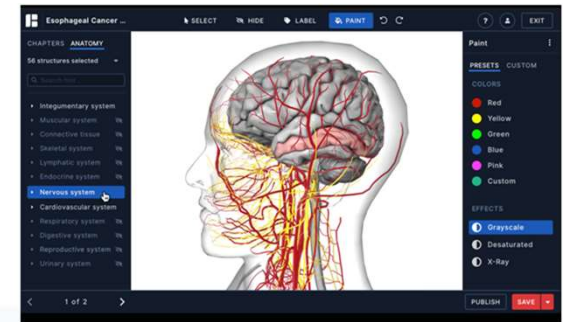 Esophageal Cancer ...
SELECT
HIDE
LABEL
PAINT
?
EXIT
CHAPTERS ANATOMY
56 structures selected
Integumentary system
Muscular system
Connective tissue
Skeletal system
Lymphatic system
Endocrine system
Nervous system
Cardiovascular system
Respiratory system
Digestive system
Reproductive system
Urinary system
1 of 2
Paint
PRESETS CUSTOM
COLORS
Red
Yellow
Green
Blue
Pink
Custom
EFFECTS
Grayscale
Desaturated
X-Ray
PUBLISH
SAVE